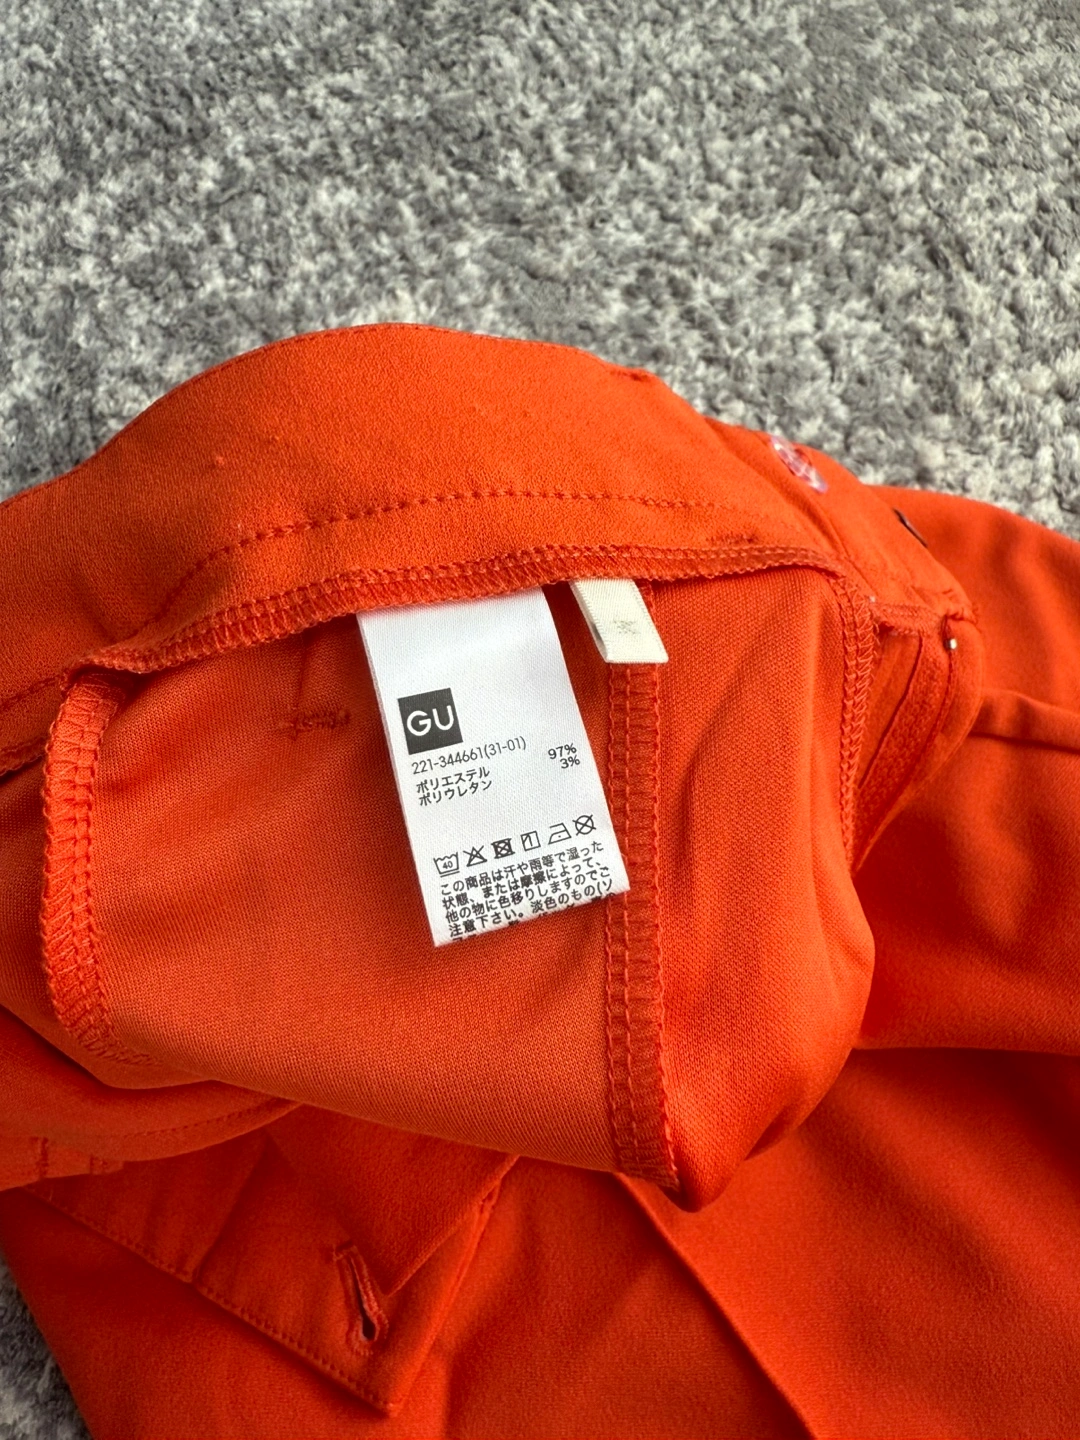 GU
221-344661(31-01)
ポリエステル 97%
ポリウレタン 3%
40
この商品は汗や雨等で湿った
状態、または摩擦によって、
他の物に色移りしますのでご
注意下さい。淡色のもの(ソ